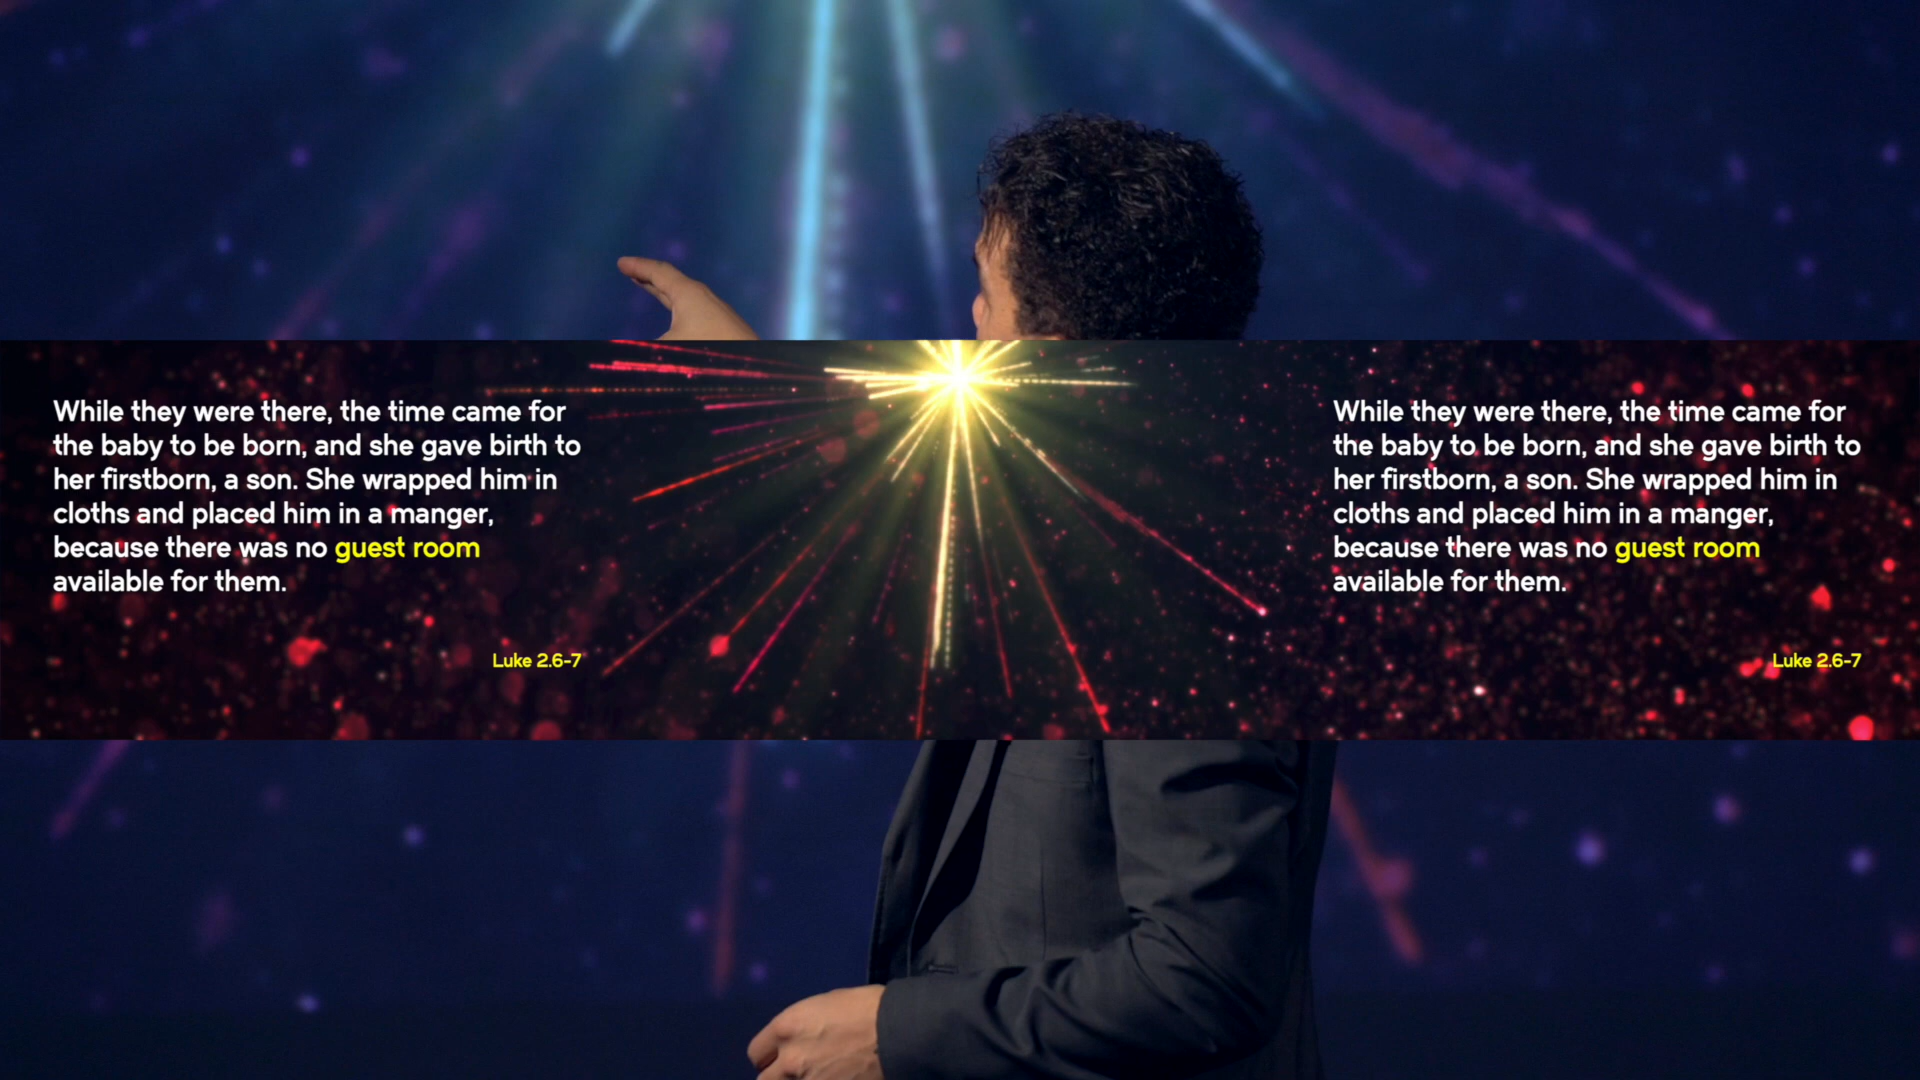 While they were there, the time came for
the baby to be born, and she gave birth to
her firstborn, a son. She wrapped him in
cloths and placed him in a manger,
because there was no guest room
available for them.
Luke 2.6-7
While they were there, the time came for
the baby to be born, and she gave birth to
her firstborn, a son. She wrapped him in
cloths and placed him in a manger,
because there was no guest room
available for them.
Luke 2.6-7